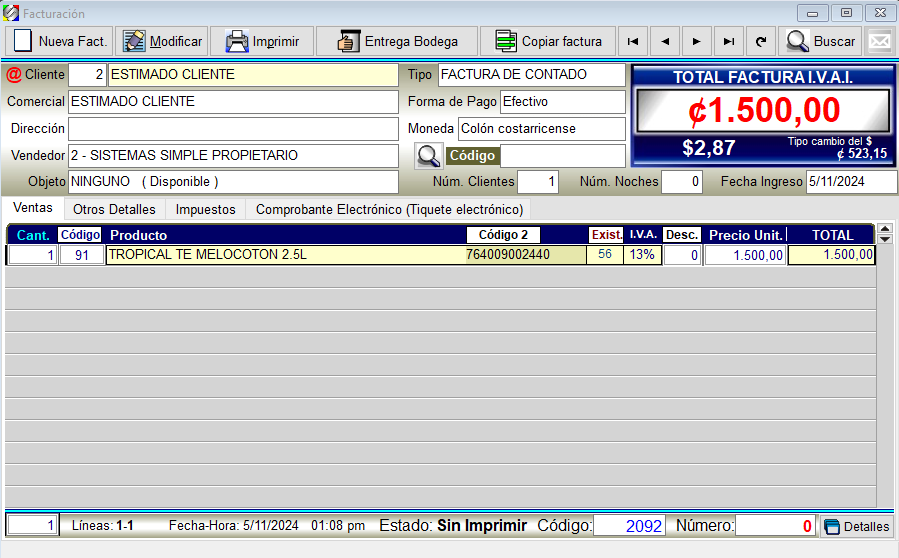 Facturación
Nueva Fact. Modificar Imprimir Entrega Bodega Copiar factura Buscar
@ Cliente 2 ESTIMADO CLIENTE Tipo FACTURA DE CONTADO TOTAL FACTURA I.V.A.I.
Comercial ESTIMADO CLIENTE Forma de Pago Efectivo ₡1.500,00
Dirección Moneda Colón costarricense
Vendedor 2 - SISTEMAS SIMPLE PROPIETARIO Código $2,87 Tipo cambio del $
₡ 523,15
Objeto NINGUNO ( Disponible ) Núm. Clientes 1 Núm. Noches 0 Fecha Ingreso 5/11/2024
Ventas Otros Detalles Impuestos Comprobante Electrónico (Tiquete electrónico)
Cant. Código Producto Código 2 Exist. I.V.A. Desc. Precio Unit. TOTAL
1 91 TROPICAL TE MELOCOTON 2.5L 764009002440 56 13% 0 1.500,00 1.500,00
1 Líneas: 1-1 Fecha-Hora: 5/11/2024 01:08 pm Estado: Sin Imprimir Código: 2092 Número: 0 Detalles